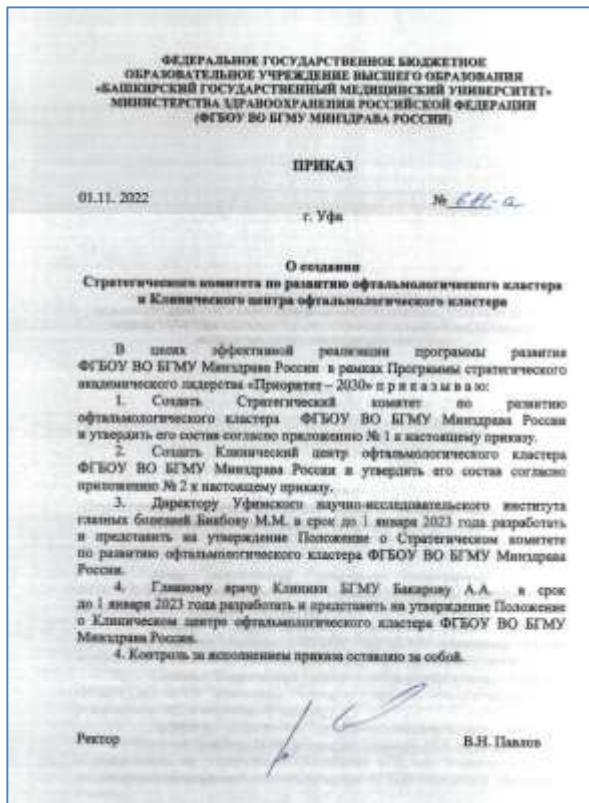 ФЕДЕРАЛЬНОЕ ГОСУДАРСТВЕННОЕ БЮДЖЕТНОЕ
ОБРАЗОВАТЕЛЬНОЕ УЧРЕЖДЕНИЕ ВЫСШЕГО ОБРАЗОВАНИЯ
«БАШКИРСКИЙ ГОСУДАРСТВЕННЫЙ МЕДИЦИНСКИЙ УНИВЕРСИТЕТ»
МИНИСТЕРСТВА ЗДРАВООХРАНЕНИЯ РОССИЙСКОЙ ФЕДЕРАЦИИ
(ФГБОУ ВО БГМУ МИНЗДРАВА РОССИИ)
ПРИКАЗ
01.11. 2022
№
г. Уфа
О создании
Стратегического комитета по развитию офтальмологического кластера
и Клинического центра офтальмологического кластера
В целях эффективной реализации программы развития
ФГБОУ ВО БГМУ Минздрава России в рамках Программы стратегического
академического лидерства «Приоритет – 2030» п р и к а з ы в а ю:
1. Создать Стратегический комитет по развитию
офтальмологического кластера ФГБОУ ВО БГМУ Минздрава России
и утвердить его состав согласно приложению № 1 к настоящему приказу.
2. Создать Клинический центр офтальмологического кластера
ФГБОУ ВО БГМУ Минздрава России и утвердить его состав согласно
приложению № 2 к настоящему приказу.
3. Директору Уфимского научно-исследовательского института
глазных болезней Бикбову М.М. в срок до 1 января 2023 года разработать
и представить на утверждение Положение о Стратегическом комитете
по развитию офтальмологического кластера ФГБОУ ВО БГМУ Минздрава
России.
4. Главному врачу Клиники БГМУ Бакирову А.А. в срок
до 1 января 2023 года разработать и представить на утверждение Положение
о Клиническом центре офтальмологического кластера ФГБОУ ВО БГМУ
Минздрава России.
4. Контроль за исполнением приказа оставляю за собой.
Ректор
В.Н. Павлов